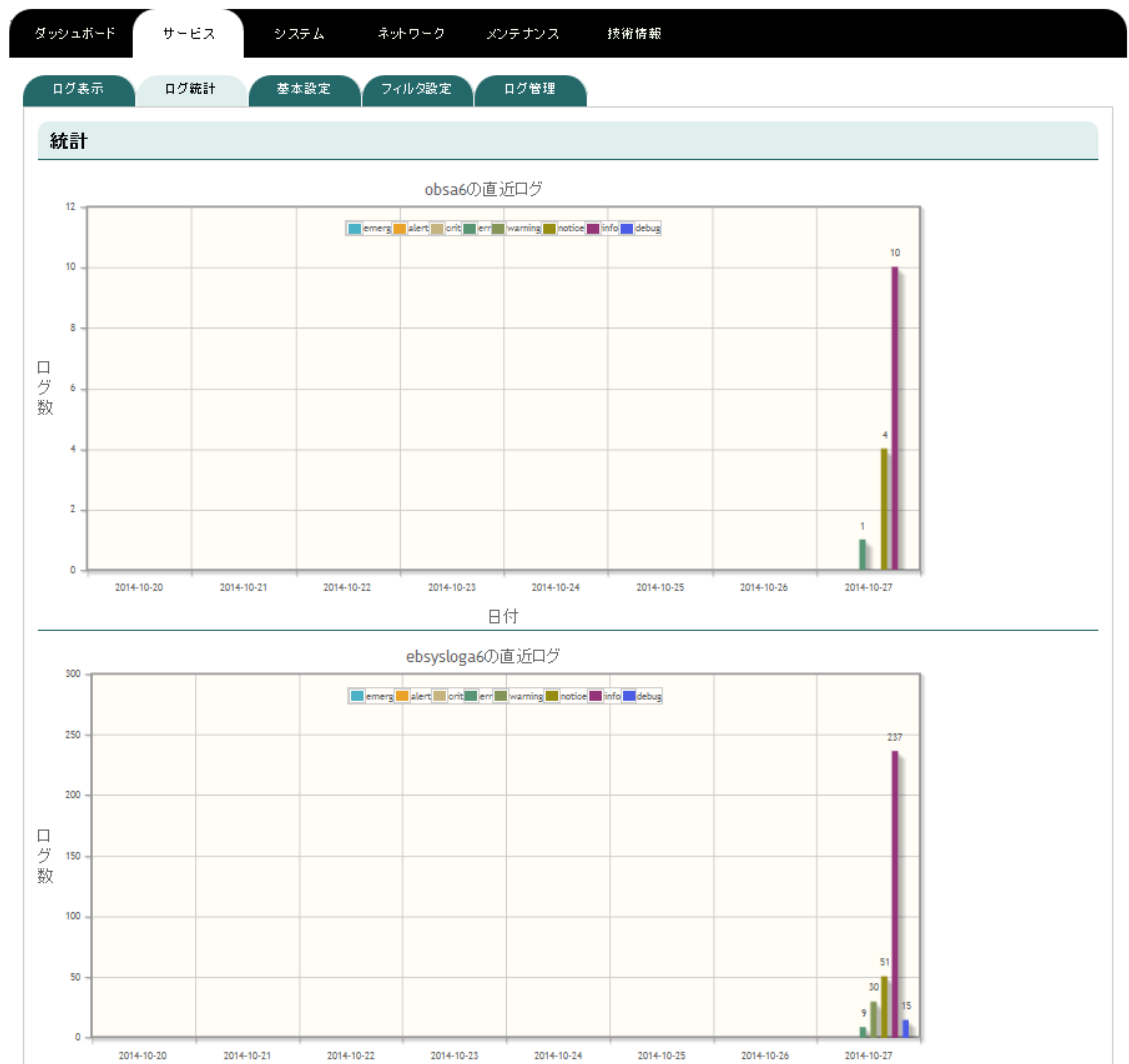 ダッシュボード サービス システム ネットワーク メンテナンス 技術情報
ログ表示 ログ統計 基本設定 フィルタ設定 ログ管理
統計
obsa6の直近ログ
emerg alert crit err warning notice info debug
12
10
8
6
4
2
0
ログ数
1
4
10
2014-10-20 2014-10-21 2014-10-22 2014-10-23 2014-10-24 2014-10-25 2014-10-26 2014-10-27
日付
ebsysloga6の直近ログ
emerg alert crit err warning notice info debug
300
250
200
150
100
50
0
ログ数
9
30
51
237
15
2014-10-20 2014-10-21 2014-10-22 2014-10-23 2014-10-24 2014-10-25 2014-10-26 2014-10-27